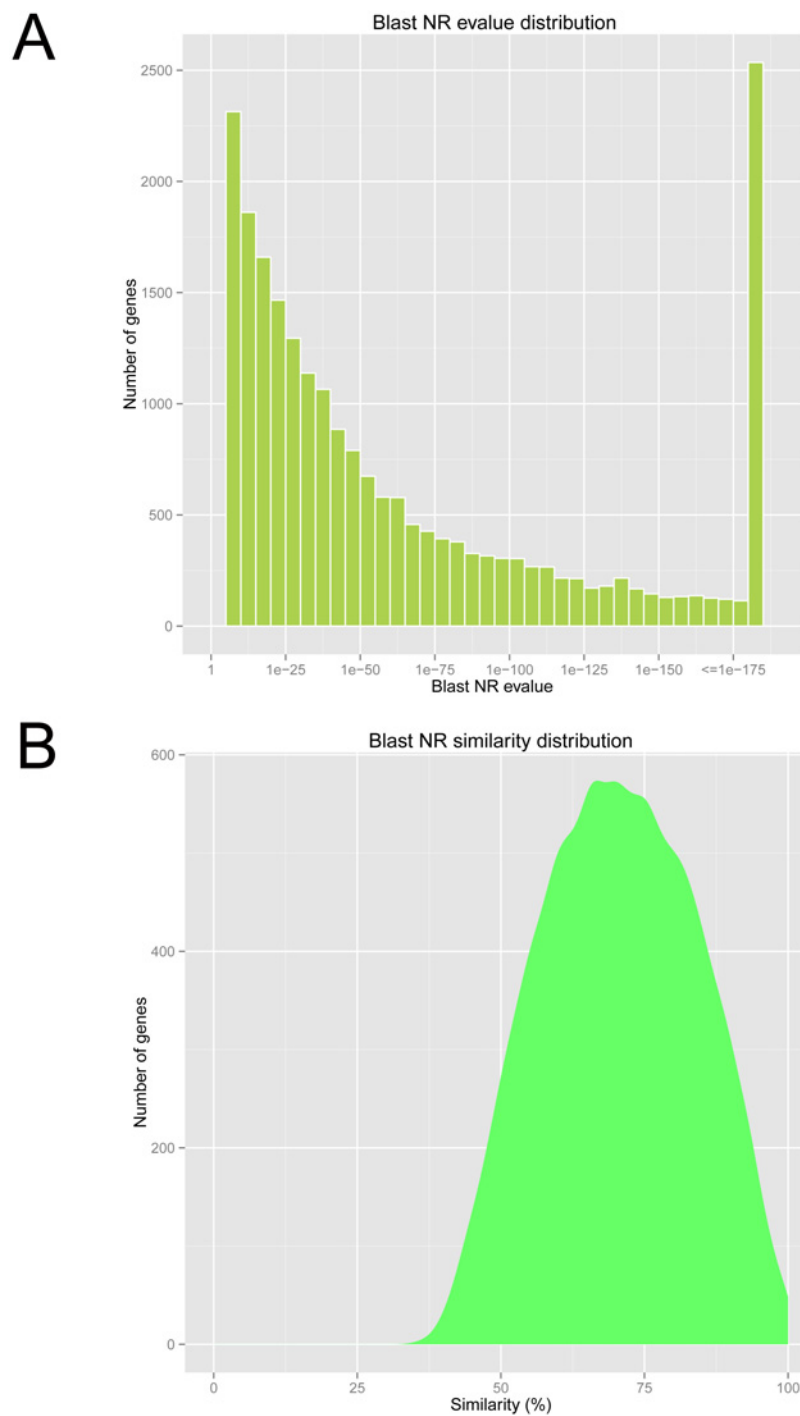 A
Blast NR evalue distribution
2500
2000
1500
1000
500
0
Number of genes
1 1e−25 1e−50 1e−75 1e−100 1e−125 1e−150 <=1e−175
Blast NR evalue
B
Blast NR similarity distribution
600
400
200
0
Number of genes
0 25 50 75 100
Similarity (%)